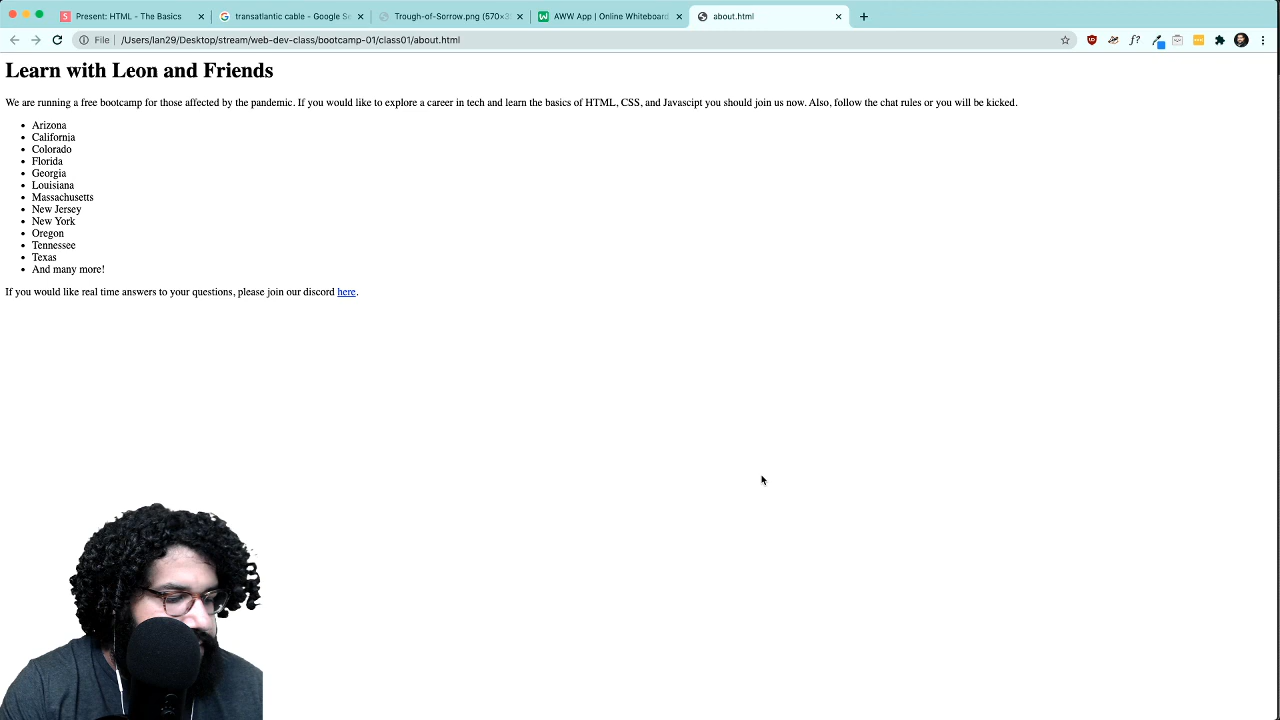 Present: HTML - The Basics
transatlantic cable - Google Se
Trough-of-Sorrow.png (570×3
AWW App | Online Whiteboard
about.html
File
/Users/lan29/Desktop/stream/web-dev-class/bootcamp-01/class01/about.html
Learn with Leon and Friends
We are running a free bootcamp for those affected by the pandemic. If you would like to explore a career in tech and learn the basics of HTML, CSS, and Javascipt you should join us now. Also, follow the chat rules or you will be kicked.
Arizona
California
Colorado
Florida
Georgia
Louisiana
Massachusetts
New Jersey
New York
Oregon
Tennessee
Texas
And many more!
If you would like real time answers to your questions, please join our discord here.